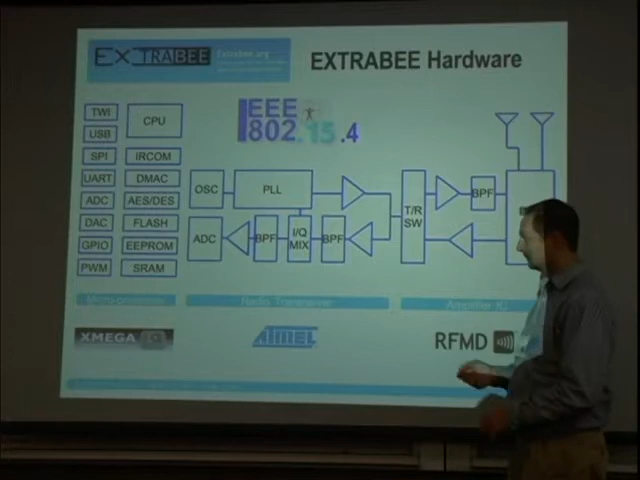 EXTRABEE
Extrabee.org
EXTRABEE Hardware
IEEE
802.15.4
TWI
CPU
USB
SPI
IRCOM
UART
DMAC
ADC
AES/DES
DAC
FLASH
GPIO
EEPROM
PWM
SRAM
OSC
PLL
ADC
BPF
I/Q
MIX
BPF
T/R
SW
BPF
Radio Transceiver
Amplifier IC
XMEGA
ATMEL
RFMD